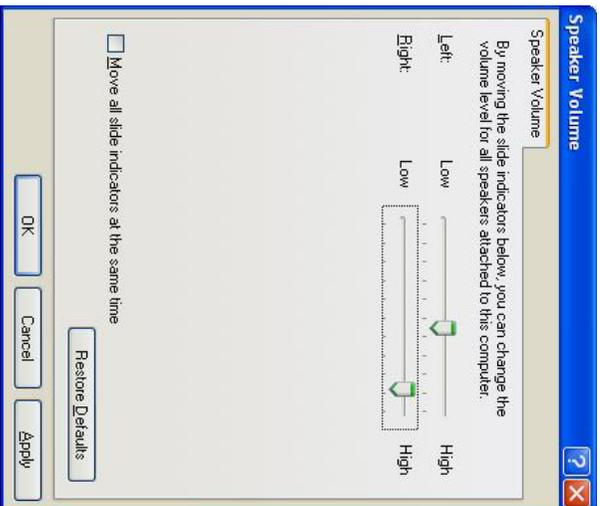 Speaker Volume
Speaker Volume
By moving the slide indicators below, you can change the
volume level for all speakers attached to this computer.
Left: Low High
Right: Low High
Move all slide indicators at the same time
Restore Defaults
OK Cancel Apply